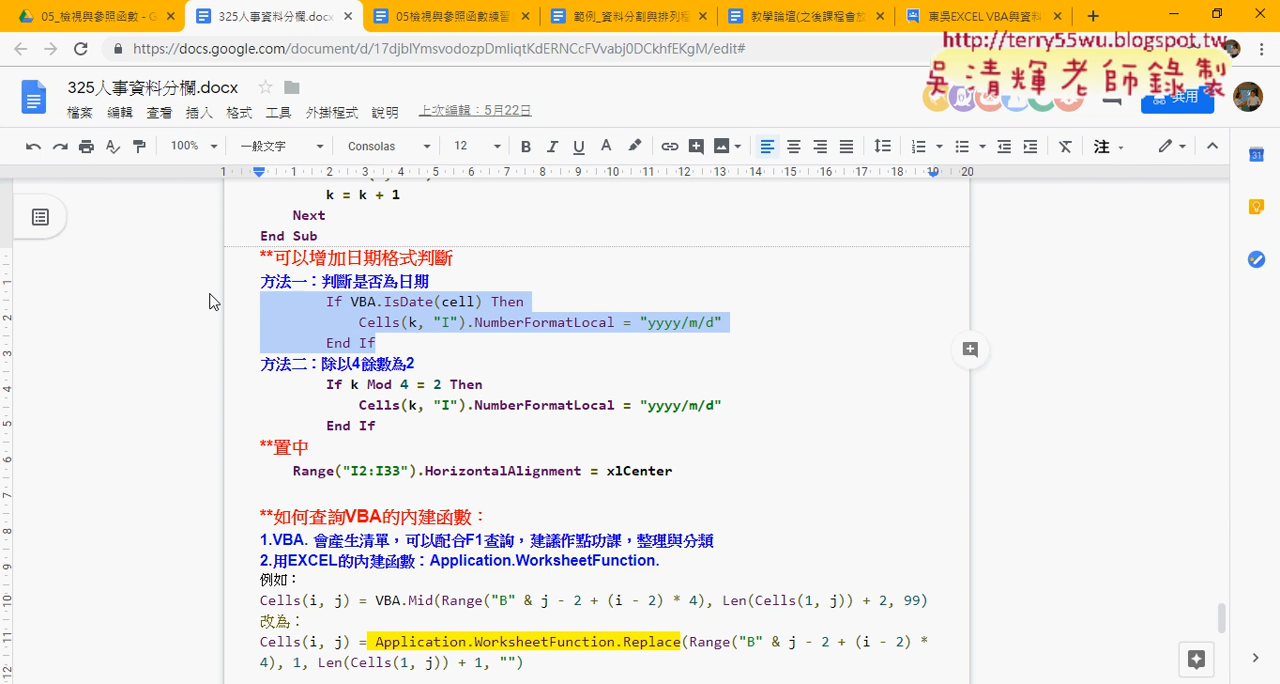 05_檢視與參照函數 - G
325人事資料分欄.docx
05檢視與參照函數練習
範例_資料分割與排列程
教學論壇(之後課程會放
東吳EXCEL VBA與資料
https://docs.google.com/document/d/17djblYmsvodozpDmliqtKdERNCcFVvabj0DCkhfEKgM/edit#
http://terry55wu.blogspot.tw
吳清輝老師錄製
325人事資料分欄.docx
檔案 編輯 查看 插入 格式 工具 外掛程式 說明 上次編輯：5月22日
共用
100% 一般文字 Consolas 12
k = k + 1
Next
End Sub
**可以增加日期格式判斷
方法一：判斷是否為日期
If VBA.IsDate(cell) Then
Cells(k, "I").NumberFormatLocal = "yyyy/m/d"
End If
方法二：除以4餘數為2
If k Mod 4 = 2 Then
Cells(k, "I").NumberFormatLocal = "yyyy/m/d"
End If
**置中
Range("I2:I33").HorizontalAlignment = xlCenter
**如何查詢VBA的內建函數：
1.VBA. 會產生清單，可以配合F1查詢，建議作點功課，整理與分類
2.用EXCEL的內建函數：Application.WorksheetFunction.
例如：
Cells(i, j) = VBA.Mid(Range("B" & j - 2 + (i - 2) * 4), Len(Cells(1, j)) + 2, 99)
改為：
Cells(i, j) = Application.WorksheetFunction.Replace(Range("B" & j - 2 + (i - 2) *
4), 1, Len(Cells(1, j)) + 1, "")